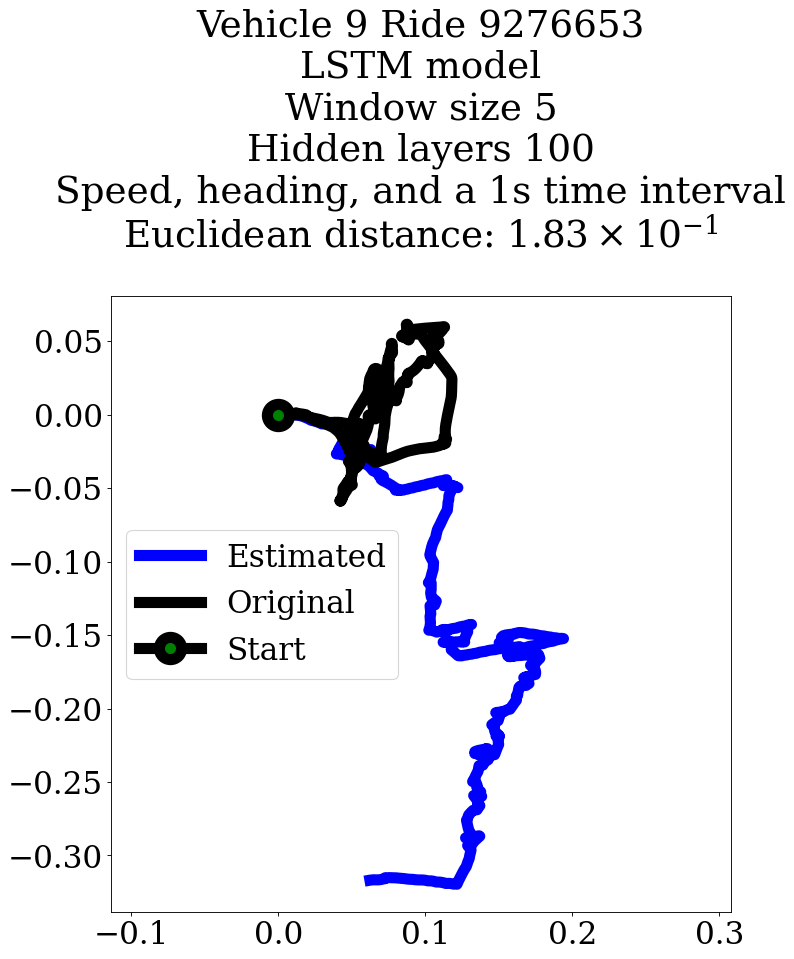 Vehicle 9 Ride 9276653
LSTM model
Window size 5
Hidden layers 100
Speed, heading, and a 1s time interval
Euclidean distance: 1.83 × 10⁻¹
0.05
0.00
−0.05
−0.10
−0.15
−0.20
−0.25
−0.30
Estimated
Original
Start
−0.1
0.0
0.1
0.2
0.3